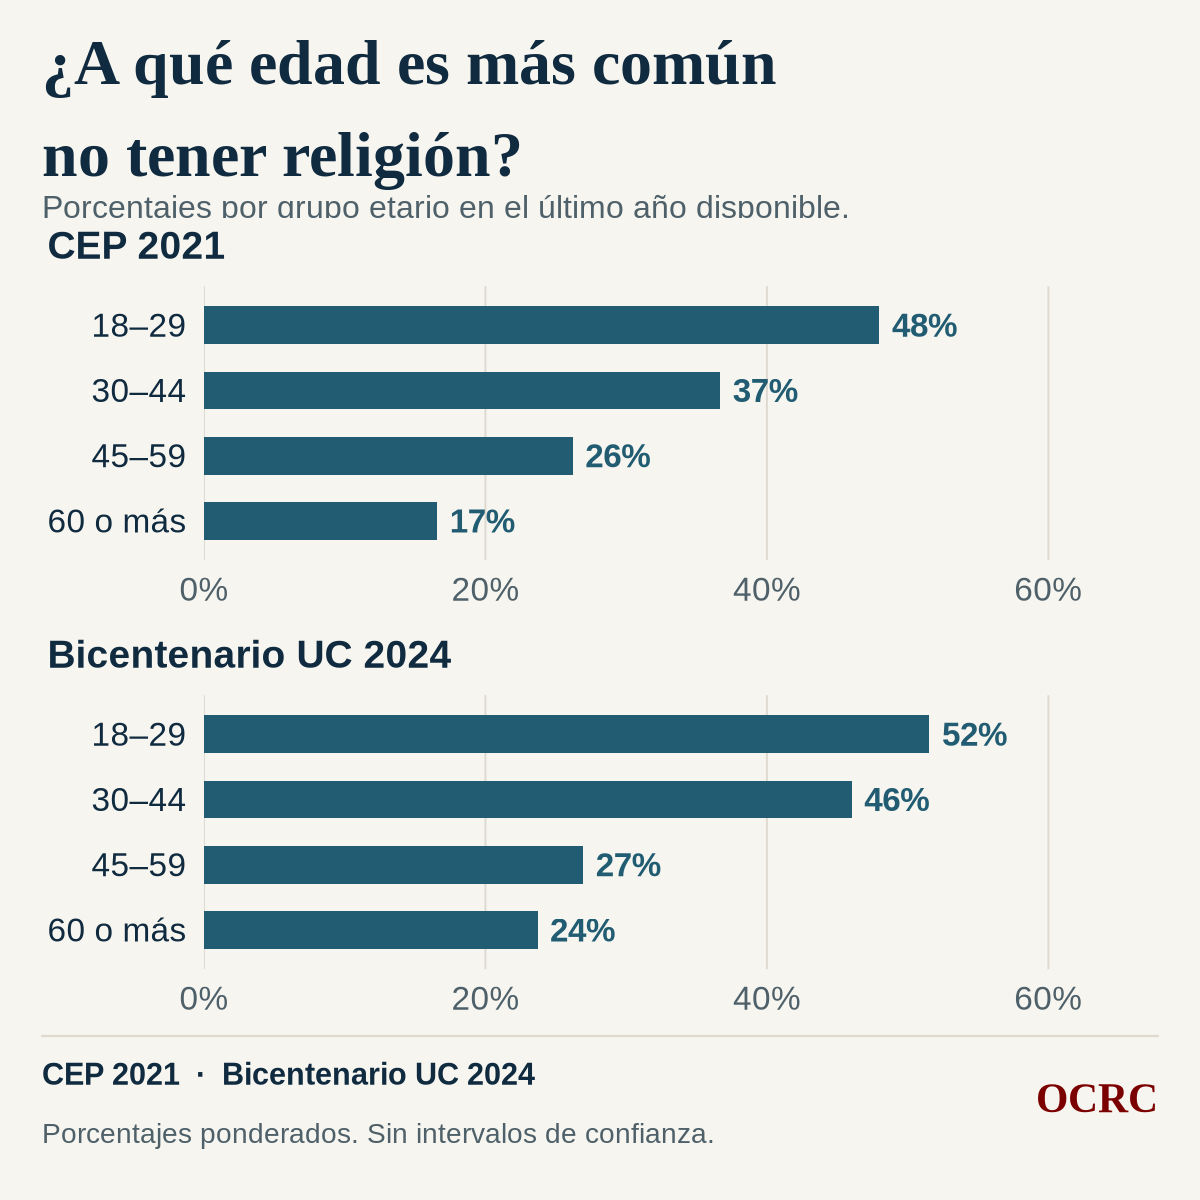 ¿A qué edad es más común
no tener religión?
Porcentajes por grupo etario en el último año disponible.
CEP 2021
18–29 48%
30–44 37%
45–59 26%
60 o más 17%
0% 20% 40% 60%
Bicentenario UC 2024
18–29 52%
30–44 46%
45–59 27%
60 o más 24%
0% 20% 40% 60%
CEP 2021 · Bicentenario UC 2024
OCRC
Porcentajes ponderados. Sin intervalos de confianza.